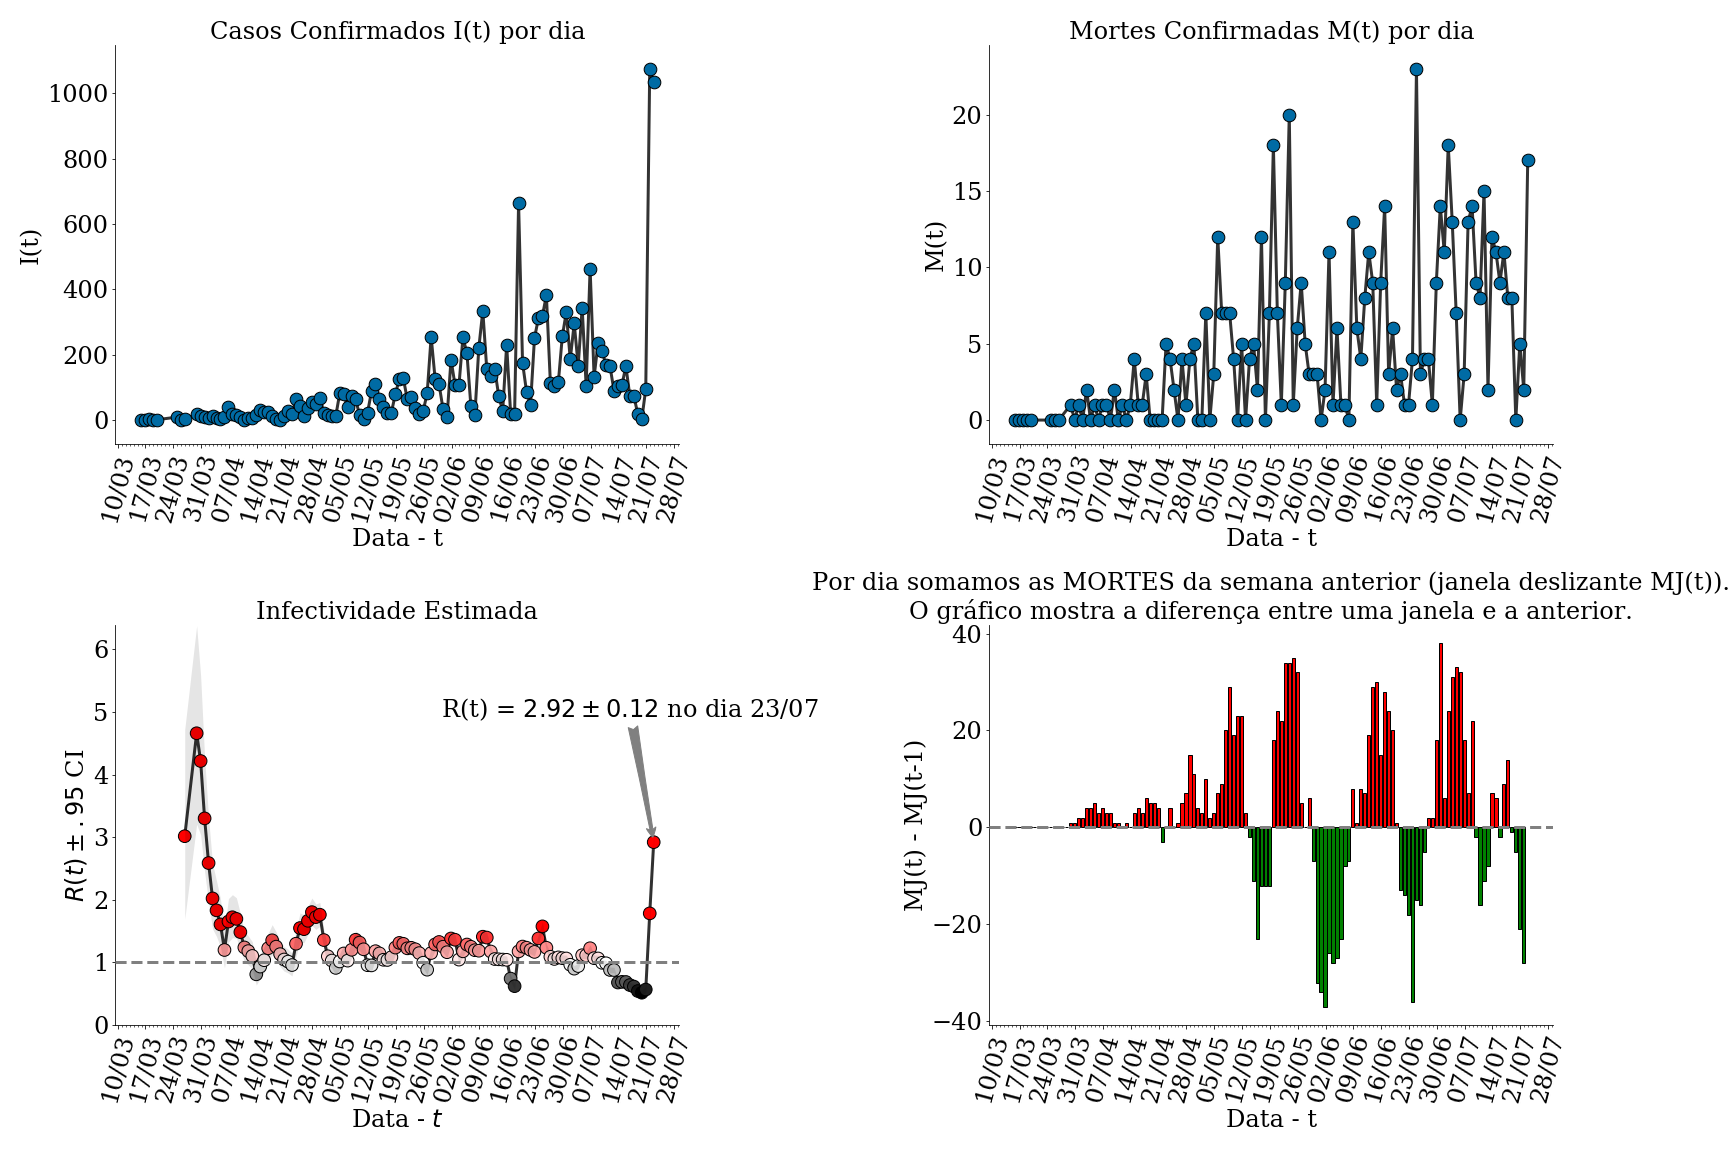 Casos Confirmados I(t) por dia
I(t)
1000
800
600
400
200
0
10/03 17/03 24/03 31/03 07/04 14/04 21/04 28/04 05/05 12/05 19/05 26/05 02/06 09/06 16/06 23/06 30/06 07/07 14/07 21/07 28/07
Data - t
Mortes Confirmadas M(t) por dia
M(t)
20
15
10
5
0
10/03 17/03 24/03 31/03 07/04 14/04 21/04 28/04 05/05 12/05 19/05 26/05 02/06 09/06 16/06 23/06 30/06 07/07 14/07 21/07 28/07
Data - t
Infectividade Estimada
R(t) ± .95 CI
6
5
4
3
2
1
0
R(t) = 2.92 ± 0.12 no dia 23/07
10/03 17/03 24/03 31/03 07/04 14/04 21/04 28/04 05/05 12/05 19/05 26/05 02/06 09/06 16/06 23/06 30/06 07/07 14/07 21/07 28/07
Data - t
Por dia somamos as MORTES da semana anterior (janela deslizante MJ(t)).
O gráfico mostra a diferença entre uma janela e a anterior.
MJ(t) - MJ(t-1)
40
20
0
−20
−40
10/03 17/03 24/03 31/03 07/04 14/04 21/04 28/04 05/05 12/05 19/05 26/05 02/06 09/06 16/06 23/06 30/06 07/07 14/07 21/07 28/07
Data - t